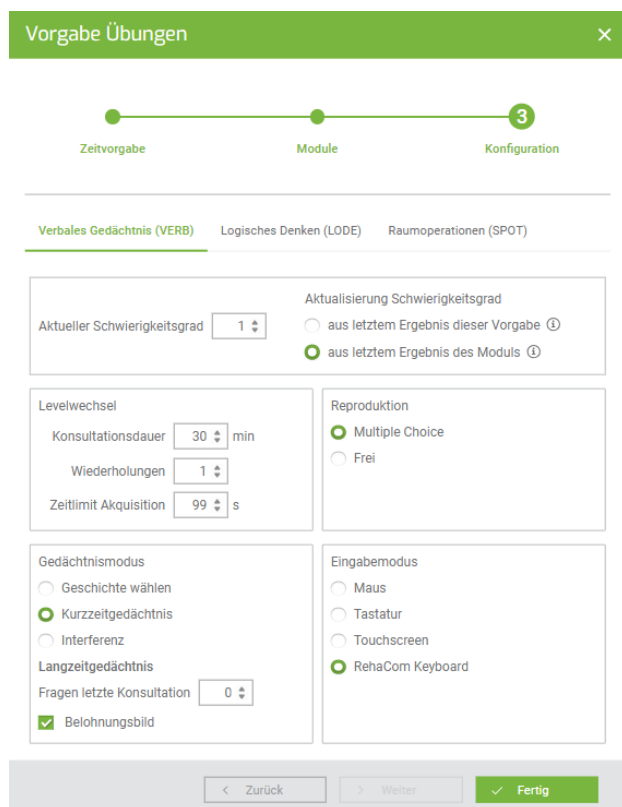 Vorgabe Übungen
3
Zeitvorgabe Module Konfiguration
Verbales Gedächtnis (VERB) Logisches Denken (LODE) Raumoperationen (SPOT)
Aktueller Schwierigkeitsgrad 1
Aktualisierung Schwierigkeitsgrad
aus letztem Ergebnis dieser Vorgabe
aus letztem Ergebnis des Moduls
Levelwechsel
Konsultationsdauer 30 min
Wiederholungen 1
Zeitlimit Akquisition 99 s
Reproduktion
Multiple Choice
Frei
Gedächtnismodus
Geschichte wählen
Kurzzeitgedächtnis
Interferenz
Langzeitgedächtnis
Fragen letzte Konsultation 0
Belohnungsbild
Eingabemodus
Maus
Tastatur
Touchscreen
RehaCom Keyboard
Zurück Weiter Fertig